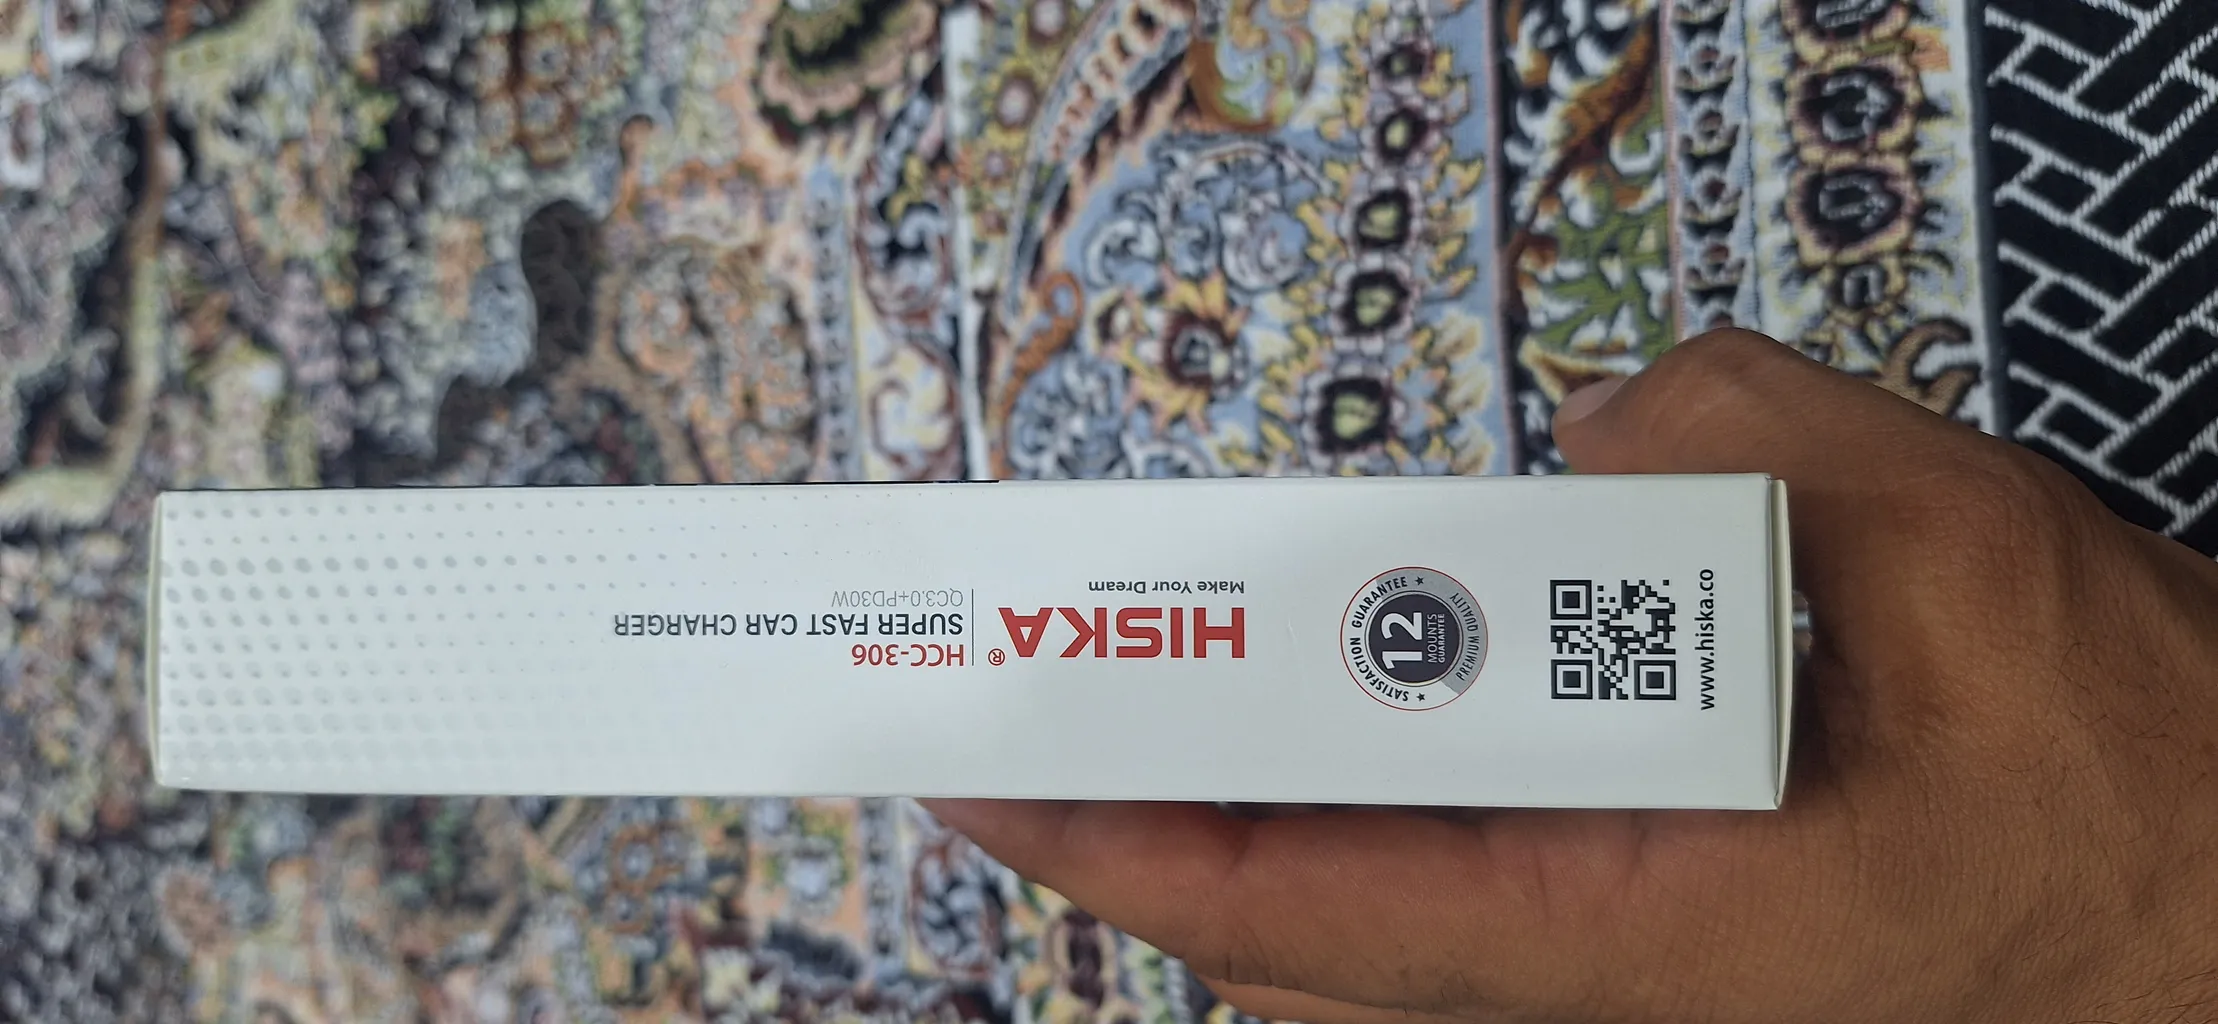 HISKA®
Make Your Dream
HCC-306
SUPER FAST CAR CHARGER
QC3.0+PD30W
★ SATISFACTION GUARANTEE ★
PREMIUM QUALITY
12
MOUNTS
GUARANTEE
www.hiska.co